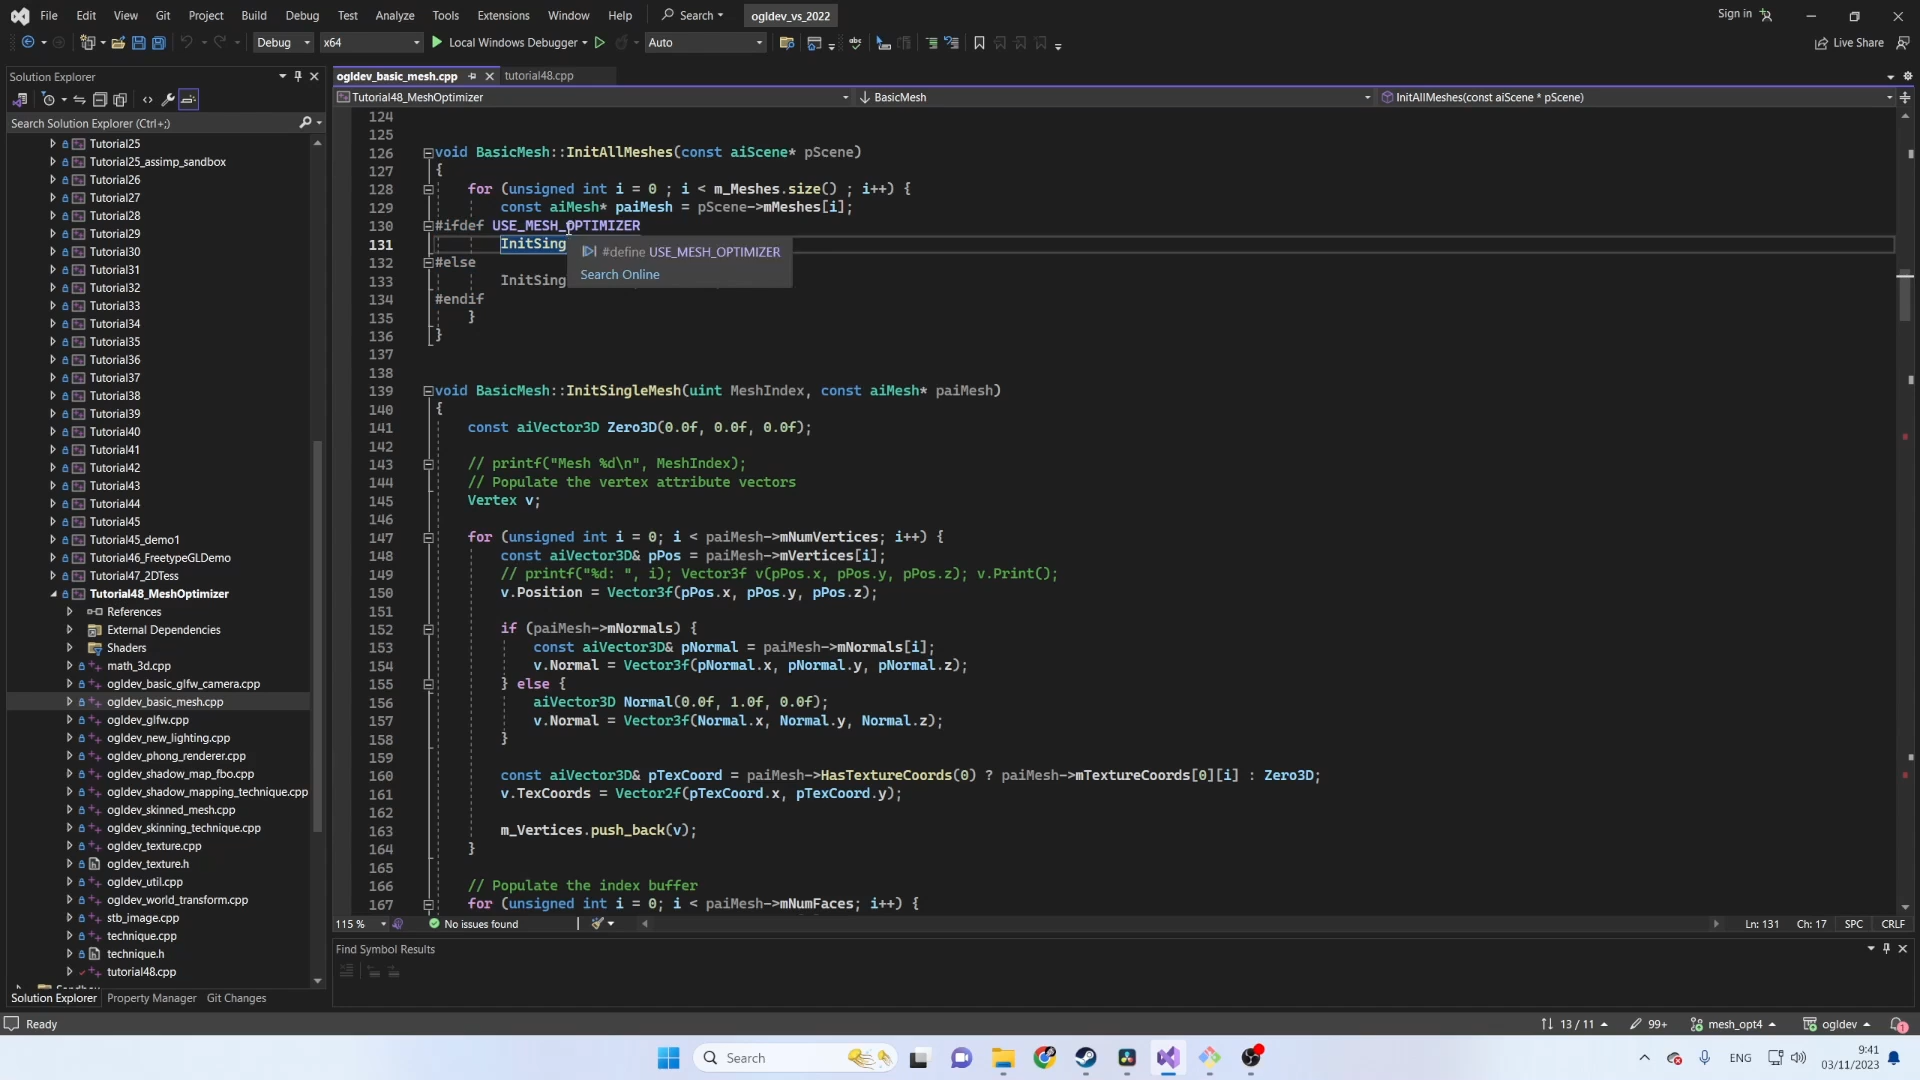 File Edit View Git Project Build Debug Test Analyze Tools Extensions Window Help Search ogldev_vs_2022 Sign in
Debug x64 Local Windows Debugger Auto Live Share
Solution Explorer
Search Solution Explorer (Ctrl+;)
Tutorial25
Tutorial25_assimp_sandbox
Tutorial26
Tutorial27
Tutorial28
Tutorial29
Tutorial30
Tutorial31
Tutorial32
Tutorial33
Tutorial34
Tutorial35
Tutorial36
Tutorial37
Tutorial38
Tutorial39
Tutorial40
Tutorial41
Tutorial42
Tutorial43
Tutorial44
Tutorial45
Tutorial45_demo1
Tutorial46_FreetypeGLDemo
Tutorial47_2DTess
Tutorial48_MeshOptimizer
References
External Dependencies
Shaders
math_3d.cpp
ogldev_basic_glfw_camera.cpp
ogldev_basic_mesh.cpp
ogldev_glfw.cpp
ogldev_new_lighting.cpp
ogldev_phong_renderer.cpp
ogldev_shadow_map_fbo.cpp
ogldev_shadow_mapping_technique.cpp
ogldev_skinned_mesh.cpp
ogldev_skinning_technique.cpp
ogldev_texture.cpp
ogldev_texture.h
ogldev_util.cpp
ogldev_world_transform.cpp
stb_image.cpp
technique.cpp
technique.h
tutorial48.cpp
Solution Explorer Property Manager Git Changes
ogldev_basic_mesh.cpp tutorial48.cpp
Tutorial48_MeshOptimizer BasicMesh InitAllMeshes(const aiScene * pScene)
124
125
126 void BasicMesh::InitAllMeshes(const aiScene* pScene)
127 {
128 for (unsigned int i = 0 ; i < m_Meshes.size() ; i++) {
129 const aiMesh* paiMesh = pScene->mMeshes[i];
130 #ifdef USE_MESH_OPTIMIZER
131 InitSing
#define USE_MESH_OPTIMIZER
132 #else
Search Online
133 InitSing
134 #endif
135 }
136 }
137
138
139 void BasicMesh::InitSingleMesh(uint MeshIndex, const aiMesh* paiMesh)
140 {
141 const aiVector3D Zero3D(0.0f, 0.0f, 0.0f);
142
143 // printf("Mesh %d\n", MeshIndex);
144 // Populate the vertex attribute vectors
145 Vertex v;
146
147 for (unsigned int i = 0; i < paiMesh->mNumVertices; i++) {
148 const aiVector3D& pPos = paiMesh->mVertices[i];
149 // printf("%d: ", i); Vector3f v(pPos.x, pPos.y, pPos.z); v.Print();
150 v.Position = Vector3f(pPos.x, pPos.y, pPos.z);
151
152 if (paiMesh->mNormals) {
153 const aiVector3D& pNormal = paiMesh->mNormals[i];
154 v.Normal = Vector3f(pNormal.x, pNormal.y, pNormal.z);
155 } else {
156 aiVector3D Normal(0.0f, 1.0f, 0.0f);
157 v.Normal = Vector3f(Normal.x, Normal.y, Normal.z);
158 }
159
160 const aiVector3D& pTexCoord = paiMesh->HasTextureCoords(0) ? paiMesh->mTextureCoords[0][i] : Zero3D;
161 v.TexCoords = Vector2f(pTexCoord.x, pTexCoord.y);
162
163 m_Vertices.push_back(v);
164 }
165
166 // Populate the index buffer
167 for (unsigned int i = 0; i < paiMesh->mNumFaces; i++) {
115 % No issues found Ln: 131 Ch: 17 SPC CRLF
Find Symbol Results
Ready 13 / 11 99+ mesh_opt4 ogldev 1
Search ENG 9:41
03/11/2023